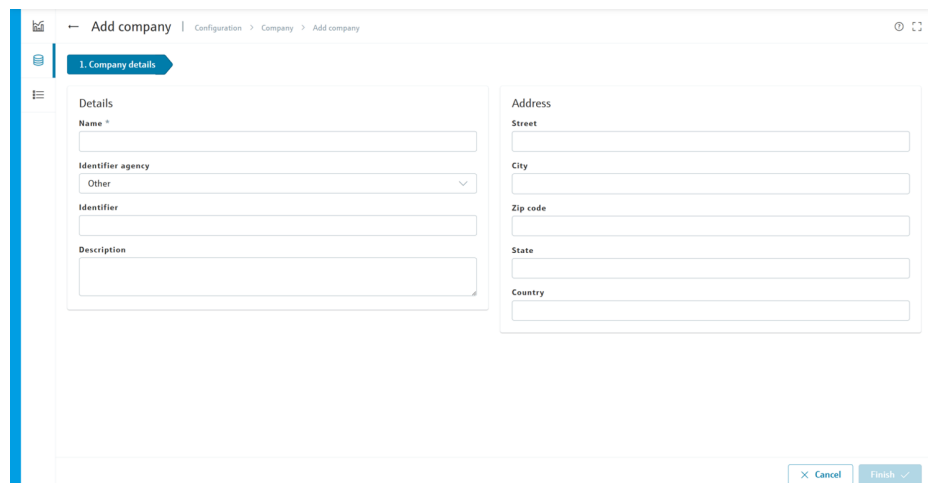 ← Add company | Configuration > Company > Add company
1. Company details
Details
Name *
Identifier agency
Other
Identifier
Description
Address
Street
City
Zip code
State
Country
Cancel
Finish